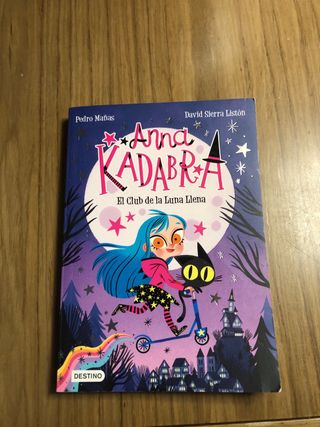 Pedro Mañas
David Sierra Listón
Anna
KADABRA
El Club de la Luna Llena
DESTINO